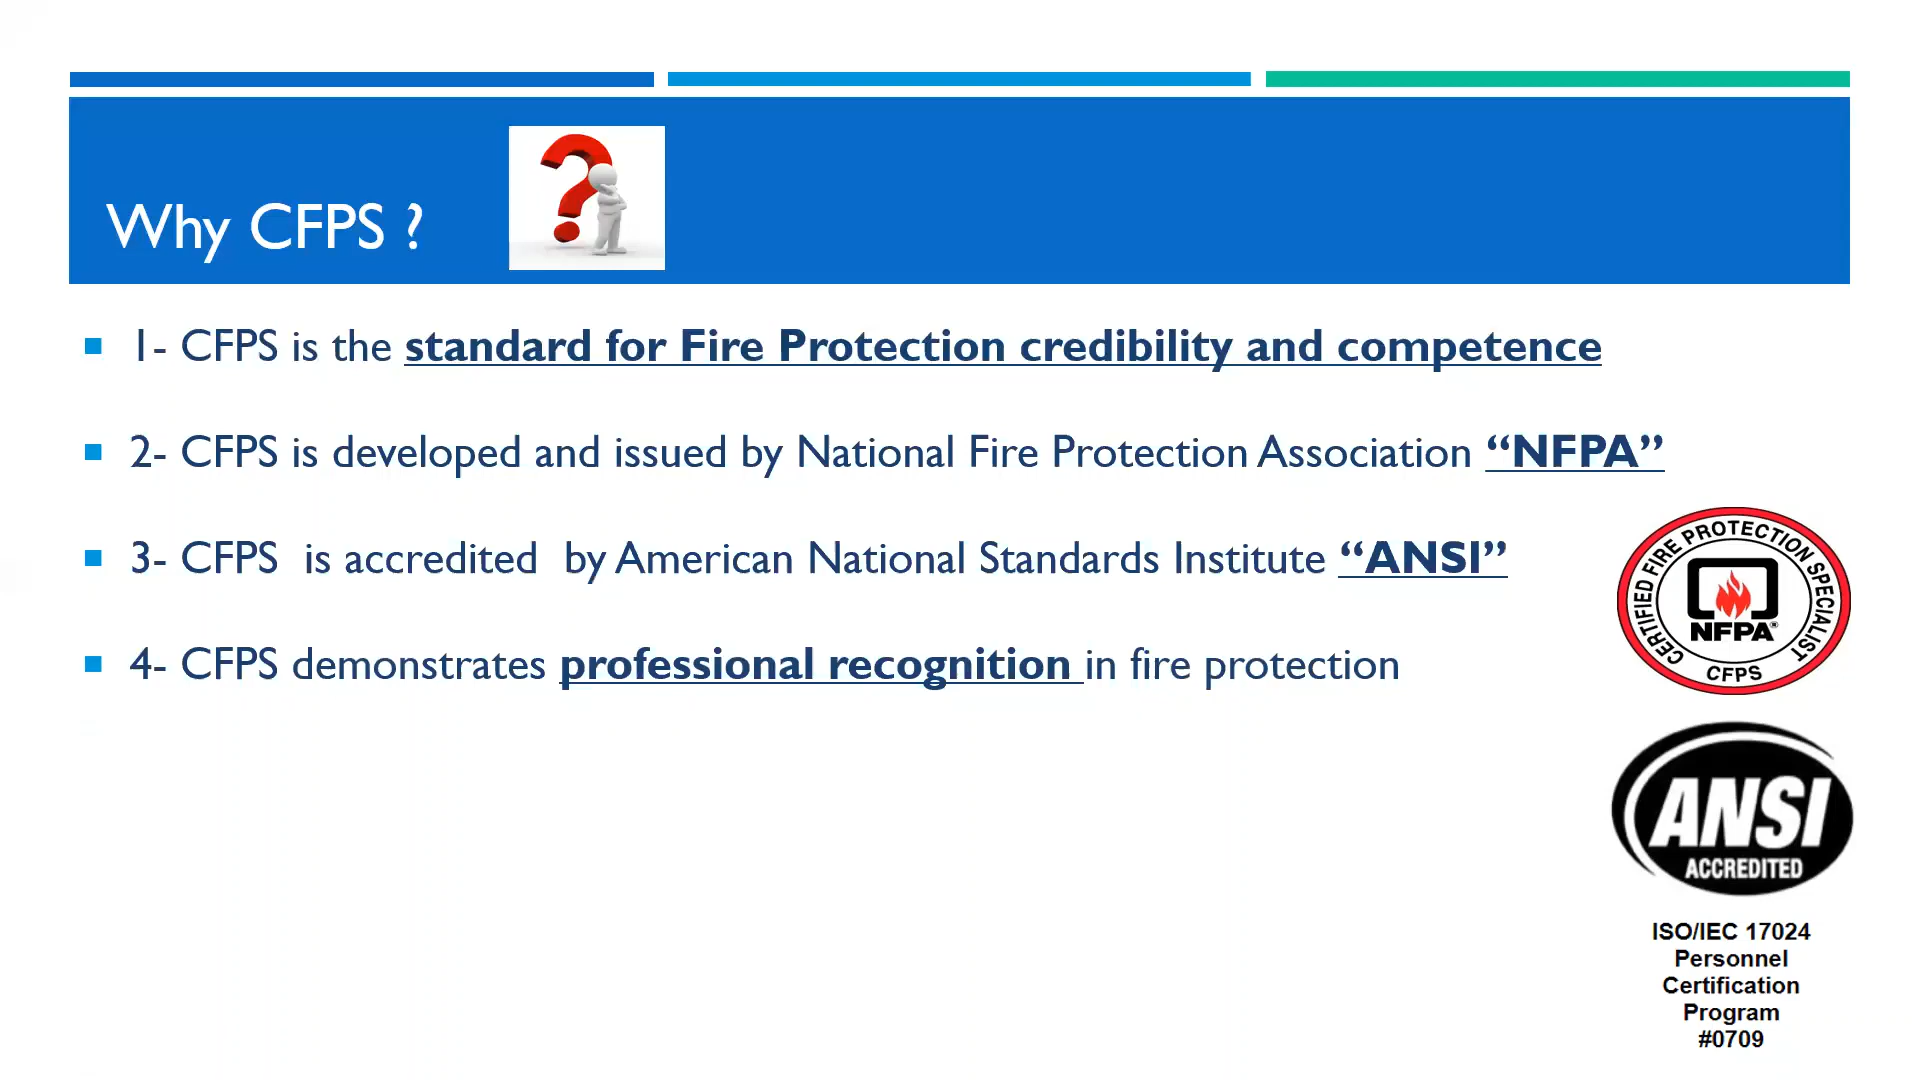 Why CFPS ?
1- CFPS is the standard for Fire Protection credibility and competence
2- CFPS is developed and issued by National Fire Protection Association “NFPA”
3- CFPS is accredited by American National Standards Institute “ANSI”
4- CFPS demonstrates professional recognition in fire protection
CERTIFIED FIRE PROTECTION SPECIALIST
NFPA®
CFPS
ANSI
ACCREDITED
ISO/IEC 17024
Personnel
Certification
Program
#0709